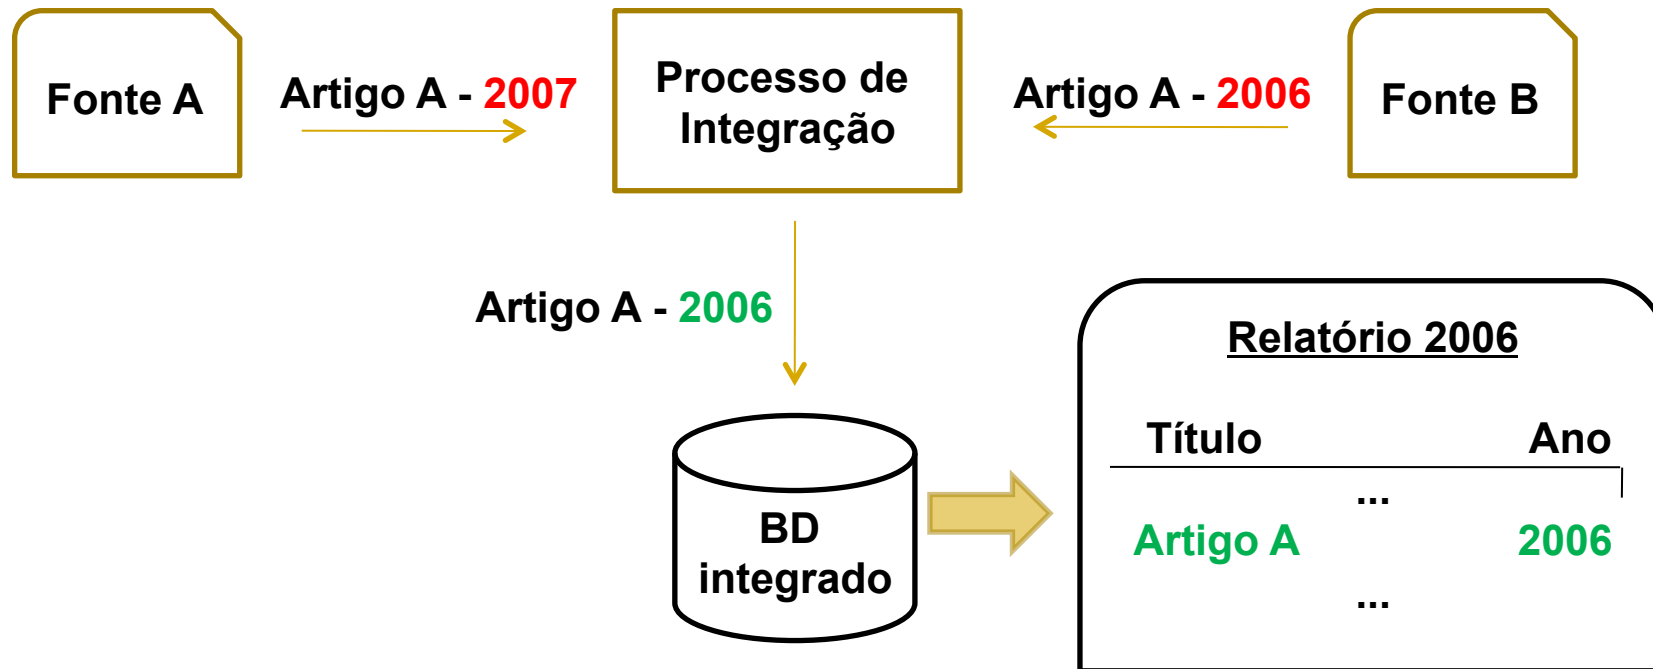 Fonte A
Artigo A - 2007
Processo de
Integração
Artigo A - 2006
Fonte B
Artigo A - 2006
BD
integrado
Relatório 2006
Título Ano
...
Artigo A 2006
...